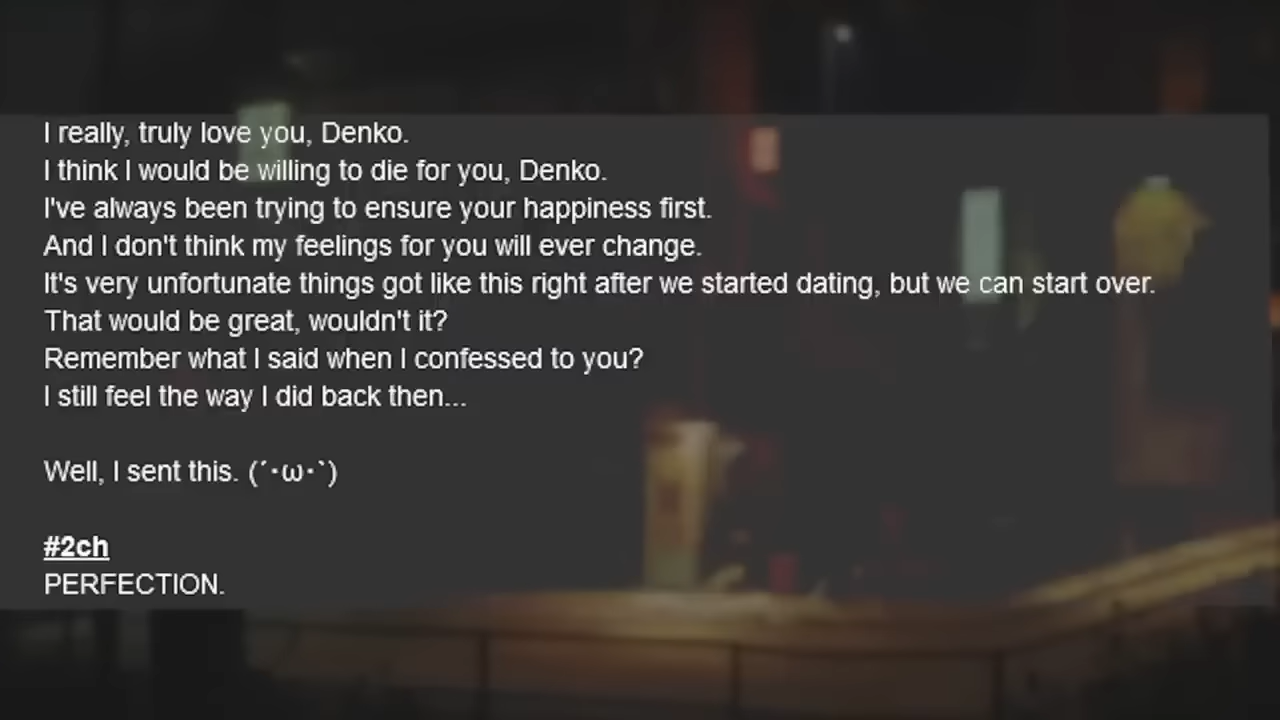 I really, truly love you, Denko.
I think I would be willing to die for you, Denko.
I've always been trying to ensure your happiness first.
And I don't think my feelings for you will ever change.
It's very unfortunate things got like this right after we started dating, but we can start over.
That would be great, wouldn't it?
Remember what I said when I confessed to you?
I still feel the way I did back then...
Well, I sent this. (´･ω･`)
#2ch
PERFECTION.